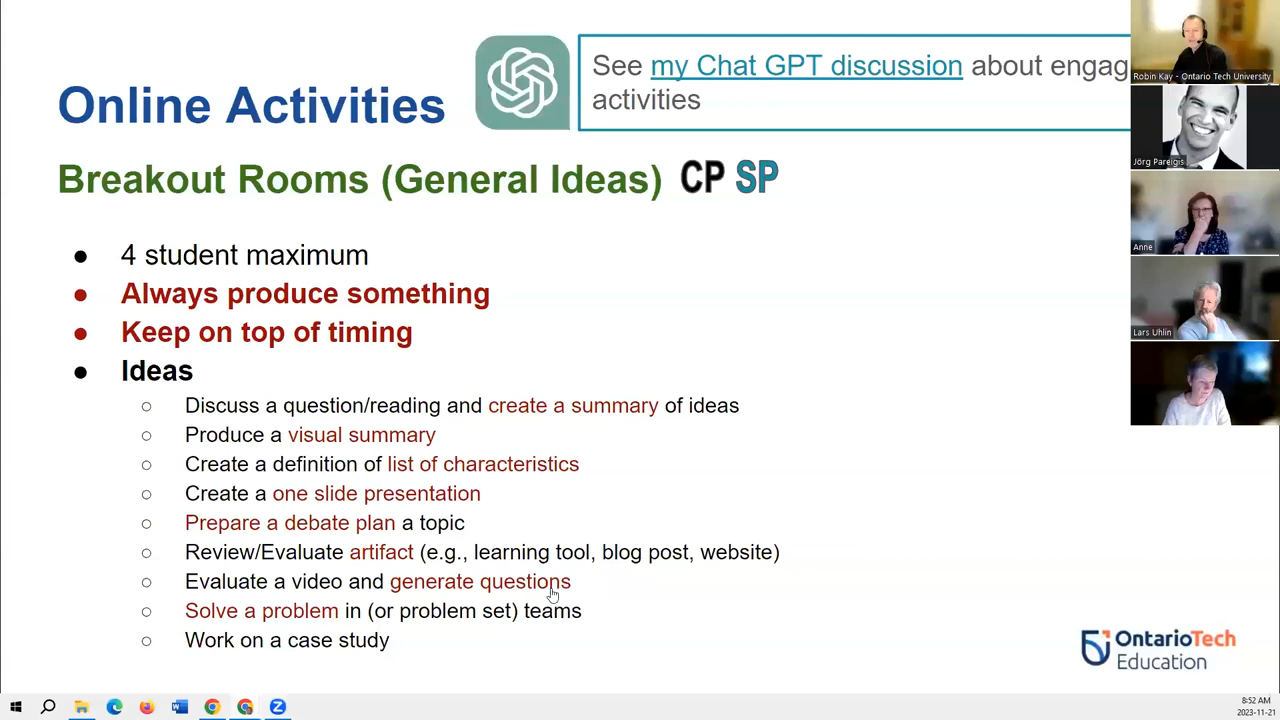 See my Chat GPT discussion about engag
activities
Online Activities
Breakout Rooms (General Ideas) CP SP
● 4 student maximum
● Always produce something
● Keep on top of timing
● Ideas
○ Discuss a question/reading and create a summary of ideas
○ Produce a visual summary
○ Create a definition of list of characteristics
○ Create a one slide presentation
○ Prepare a debate plan a topic
○ Review/Evaluate artifact (e.g., learning tool, blog post, website)
○ Evaluate a video and generate questions
○ Solve a problem in (or problem set) teams
○ Work on a case study
OntarioTech
Education
Robin Kay - Ontario Tech University
Jörg Pareigis
Anne
Lars Uhlin
8:52 AM
2023-11-21